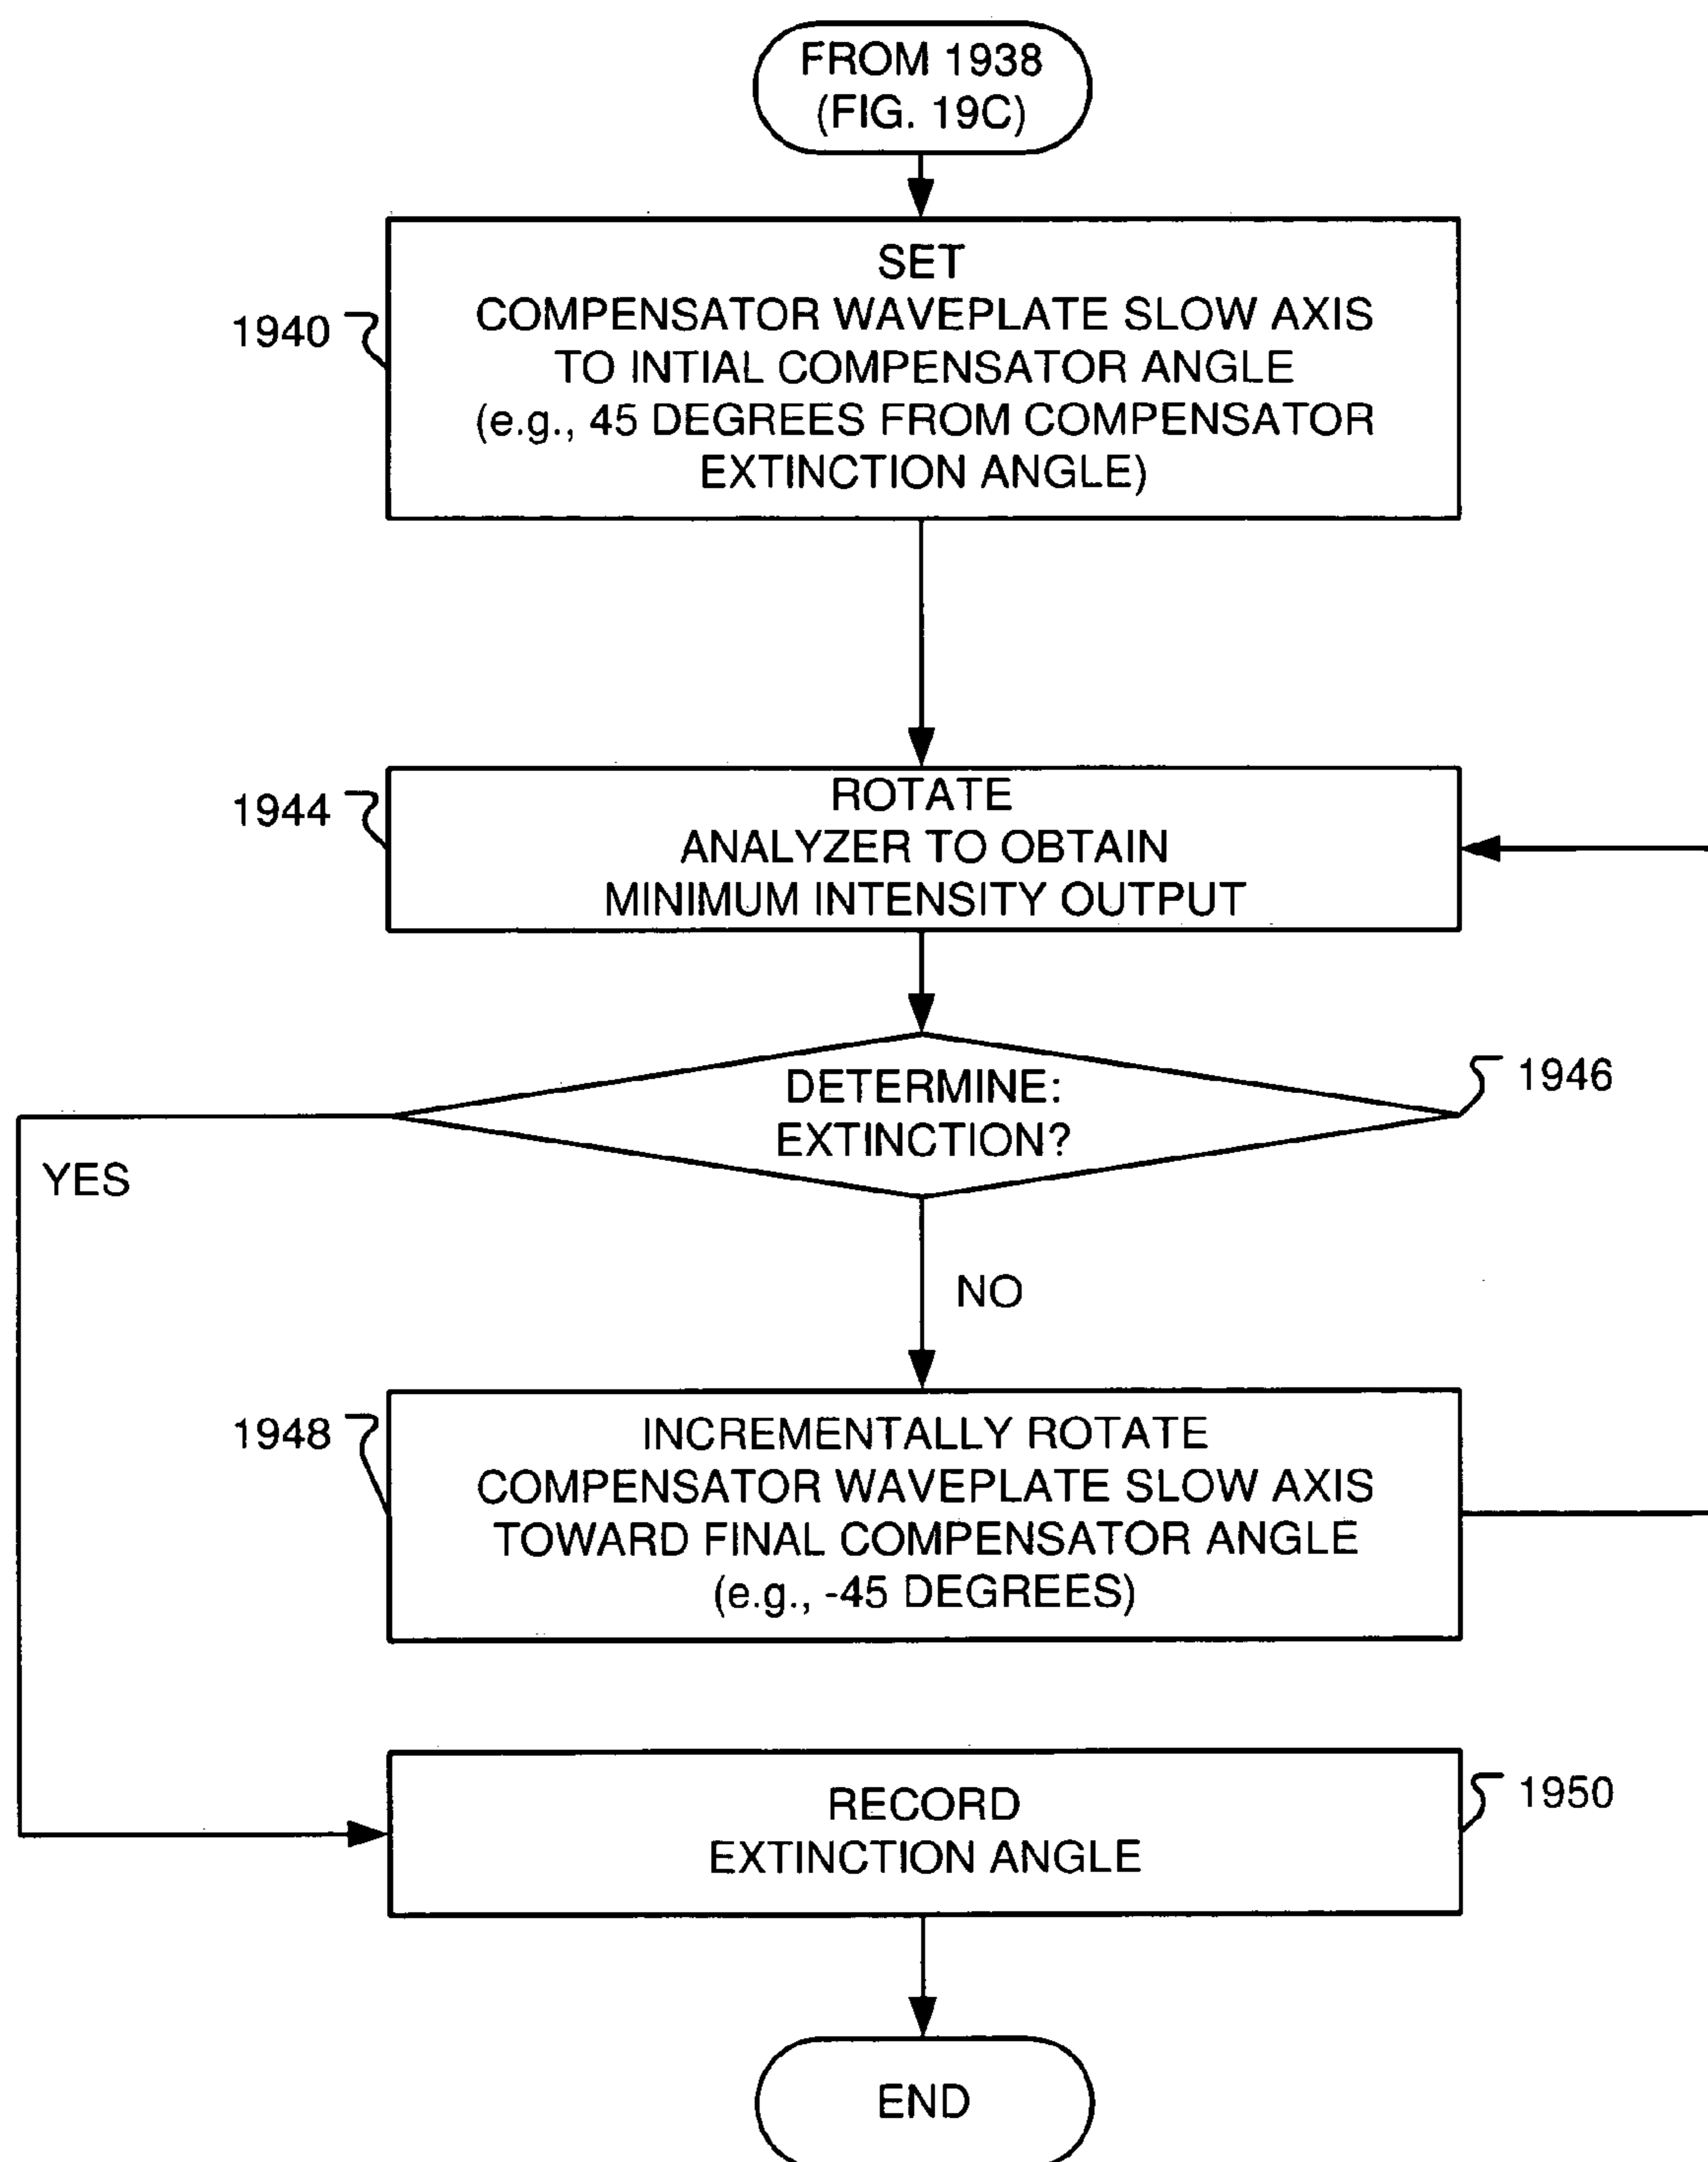 FROM 1938
(FIG. 19C)
SET
COMPENSATOR WAVEPLATE SLOW AXIS
TO INTIAL COMPENSATOR ANGLE
(e.g., 45 DEGREES FROM COMPENSATOR
EXTINCTION ANGLE)
1940
ROTATE
ANALYZER TO OBTAIN
MINIMUM INTENSITY OUTPUT
1944
DETERMINE:
EXTINCTION?
1946
YES
NO
INCREMENTALLY ROTATE
COMPENSATOR WAVEPLATE SLOW AXIS
TOWARD FINAL COMPENSATOR ANGLE
(e.g., -45 DEGREES)
1948
RECORD
EXTINCTION ANGLE
1950
END